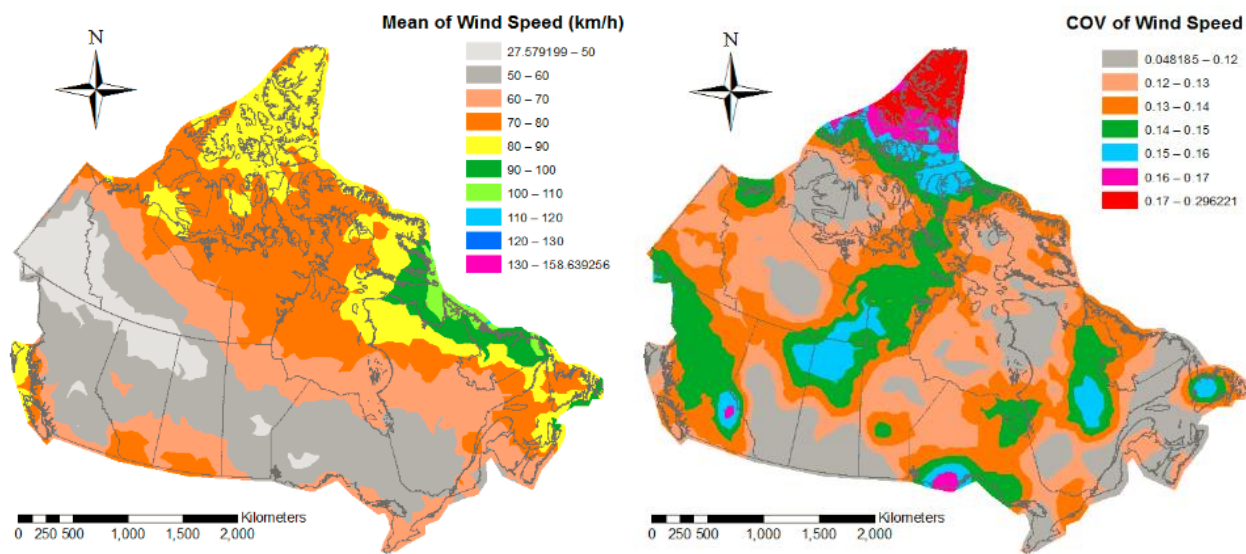 Mean of Wind Speed (km/h)
N
27.579199 – 50
50 – 60
60 – 70
70 – 80
80 – 90
90 – 100
100 – 110
110 – 120
120 – 130
130 – 158.639256
Kilometers
0 250 500 1,000 1,500 2,000
COV of Wind Speed
N
0.048185 – 0.12
0.12 – 0.13
0.13 – 0.14
0.14 – 0.15
0.15 – 0.16
0.16 – 0.17
0.17 – 0.296221
Kilometers
0 250 500 1,000 1,500 2,000